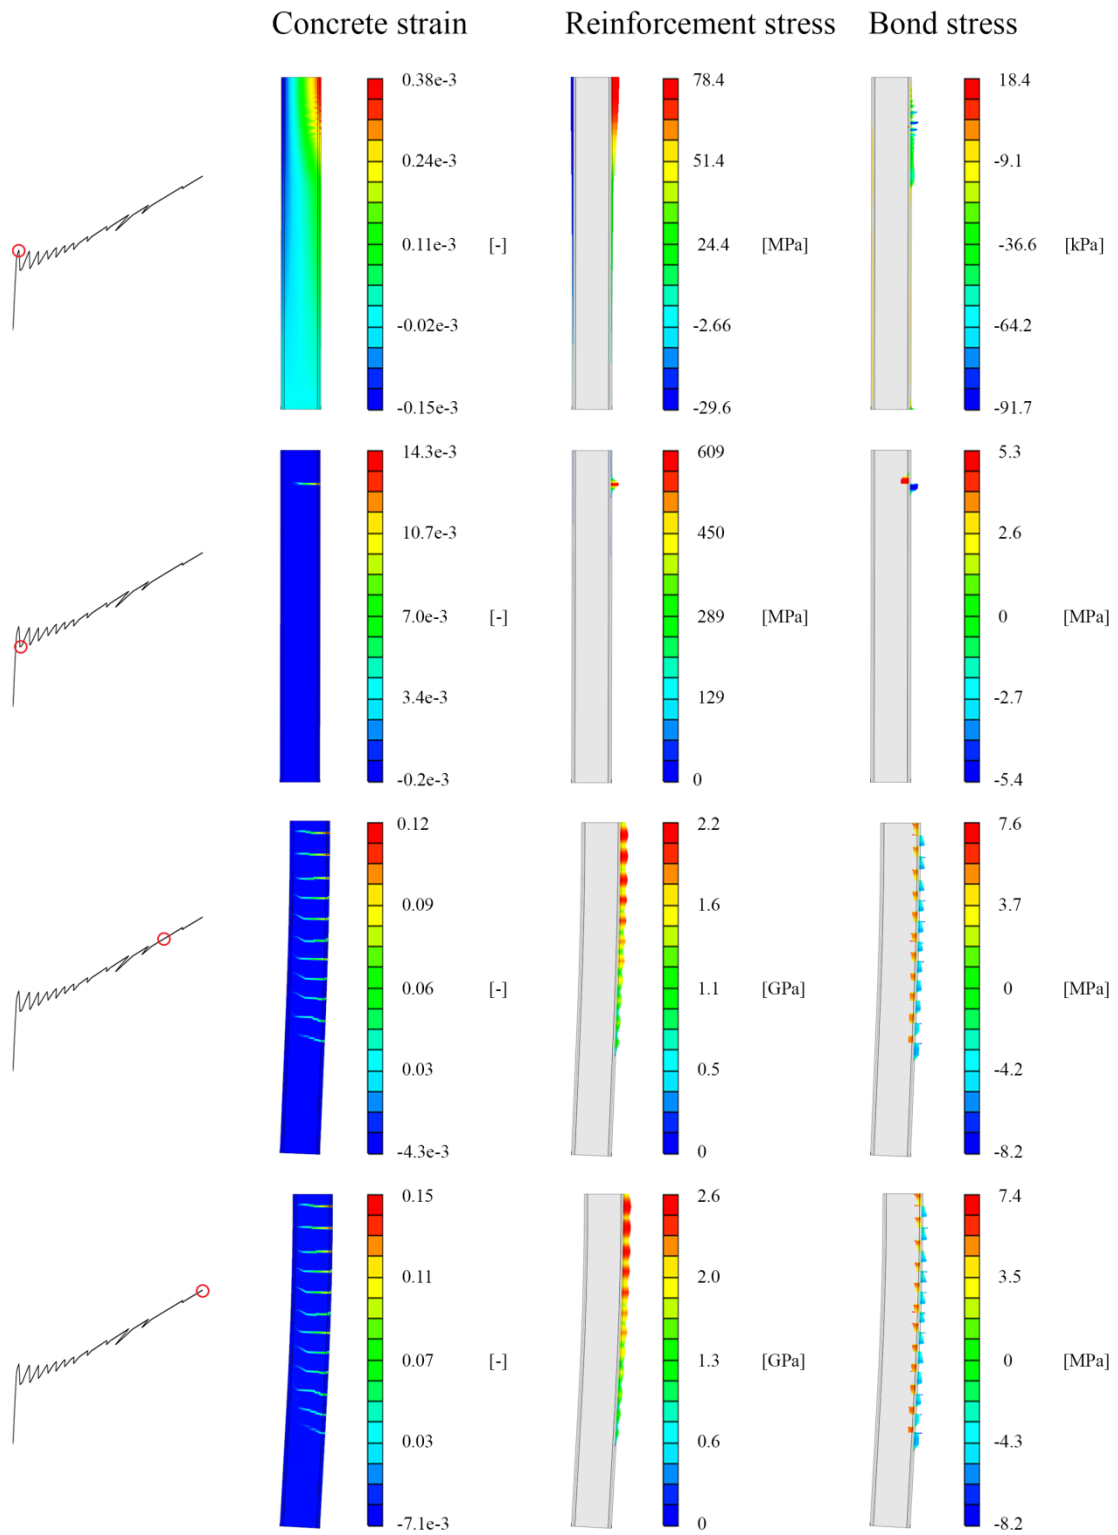 Concrete strain Reinforcement stress Bond stress
0.38e-3 78.4 18.4
0.24e-3 51.4 -9.1
0.11e-3 [-] 24.4 [MPa] -36.6 [kPa]
-0.02e-3 -2.66 -64.2
-0.15e-3 -29.6 -91.7
14.3e-3 609 5.3
10.7e-3 450 2.6
7.0e-3 [-] 289 [MPa] 0 [MPa]
3.4e-3 129 -2.7
-0.2e-3 0 -5.4
0.12 2.2 7.6
0.09 1.6 3.7
0.06 [-] 1.1 [GPa] 0 [MPa]
0.03 0.5 -4.2
-4.3e-3 0 -8.2
0.15 2.6 7.4
0.11 2.0 3.5
0.07 [-] 1.3 [GPa] 0 [MPa]
0.03 0.6 -4.3
-7.1e-3 0 -8.2